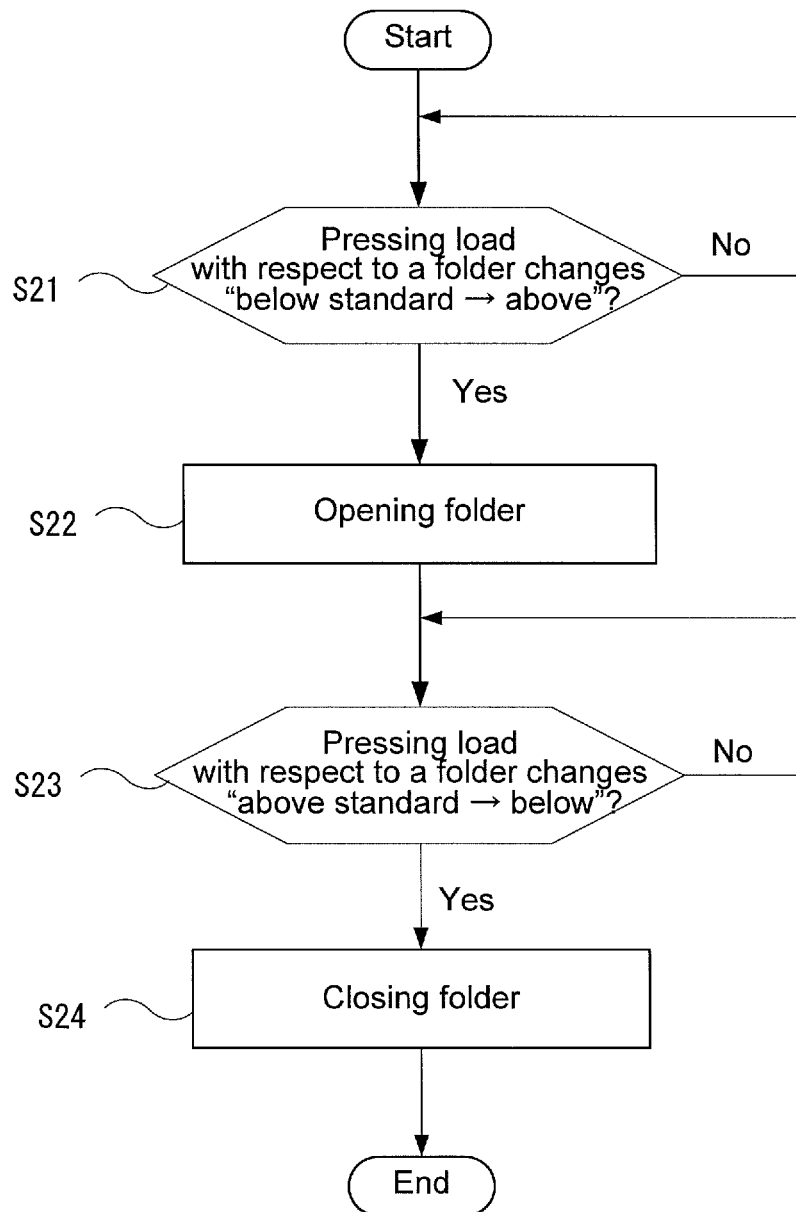 Start
Pressing load
with respect to a folder changes
“below standard → above”?
No
S21
Yes
Opening folder
S22
Pressing load
with respect to a folder changes
“above standard → below”?
No
S23
Yes
Closing folder
S24
End